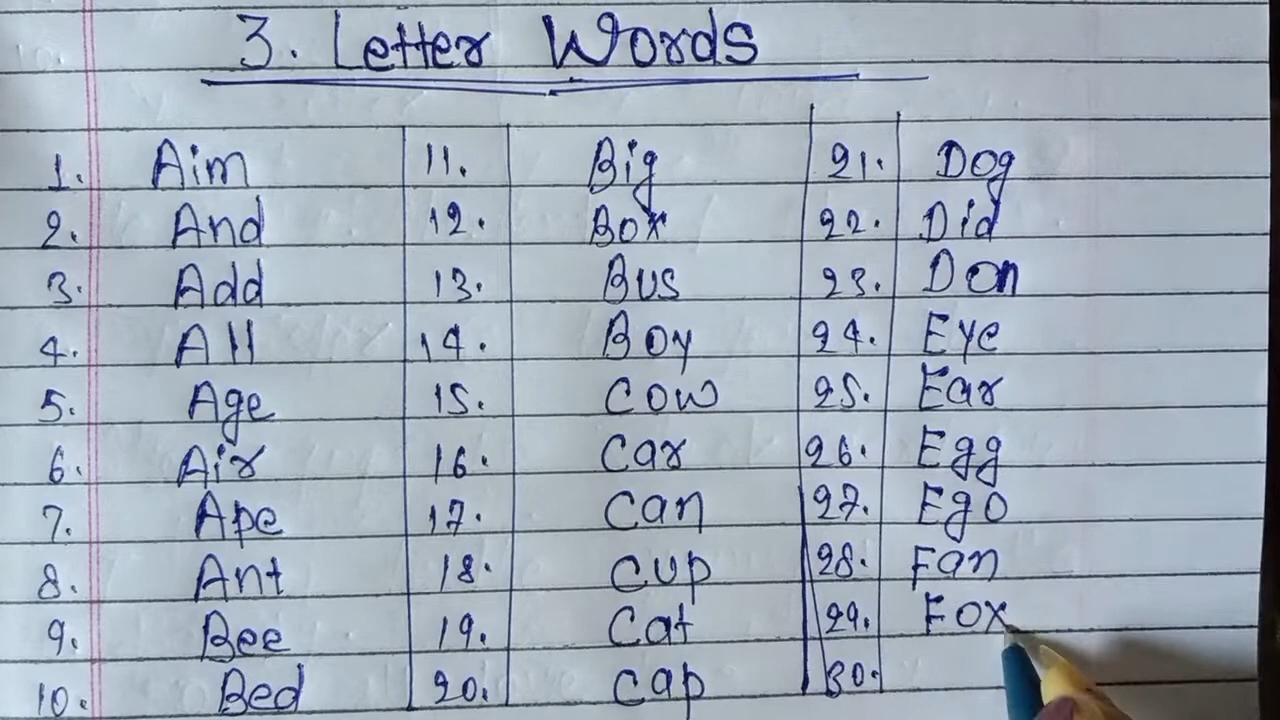 3. Letter Words
1. Aim 11. Big 21. Dog
2. And 12. Box 22. Did
3. Add 13. Bus 23. Don
4. All 14. Boy 24. Eye
5. Age 15. Cow 25. Ear
6. Air 16. Car 26. Egg
7. Ape 17. Can 27. Ego
8. Ant 18. Cup 28. Fan
9. Bee 19. Cat 29. Fox
10. Bed 20. Cap 30.